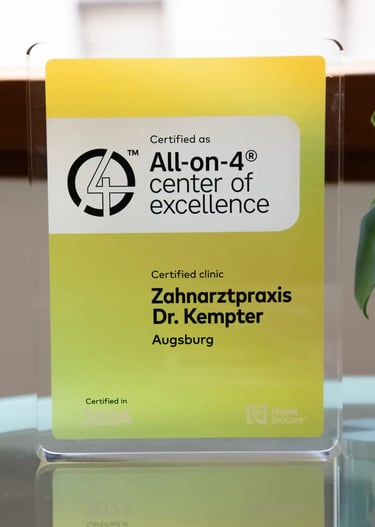 Certified as
4™
All-on-4®
center of
excellence
Certified clinic
Zahnarztpraxis
Dr. Kempter
Augsburg
Certified in
2024
Nobel
Biocare®